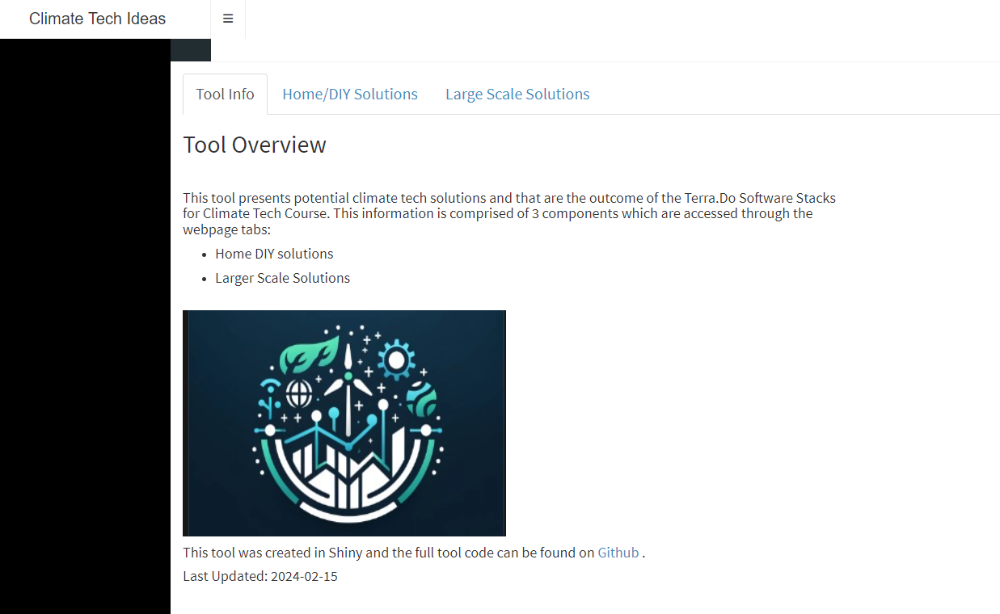 Climate Tech Ideas
Tool Info
Home/DIY Solutions
Large Scale Solutions
Tool Overview
This tool presents potential climate tech solutions and that are the outcome of the Terra.Do Software Stacks
for Climate Tech Course. This information is comprised of 3 components which are accessed through the
webpage tabs:
• Home DIY solutions
• Larger Scale Solutions
This tool was created in Shiny and the full tool code can be found on Github .
Last Updated: 2024-02-15